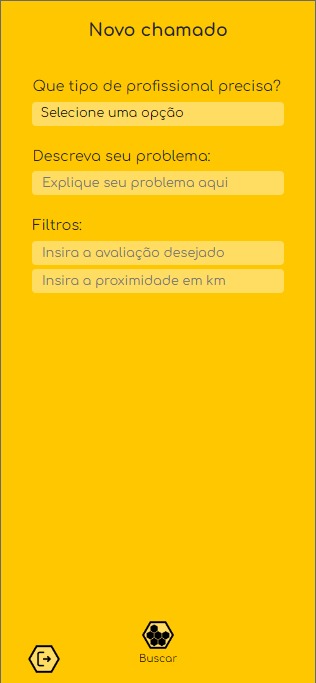 Novo chamado
Que tipo de profissional precisa?
Selecione uma opção
Descreva seu problema:
Explique seu problema aqui
Filtros:
Insira a avaliação desejado
Insira a proximidade em km
Buscar